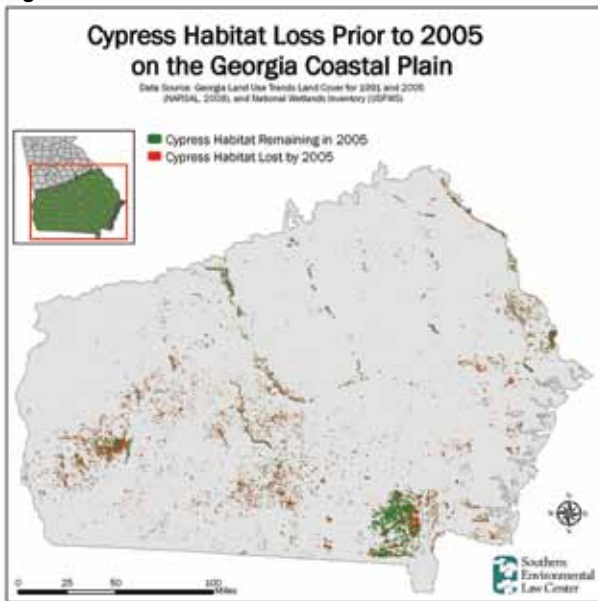 Cypress Habitat Loss Prior to 2005
on the Georgia Coastal Plain
Data Source: Georgia Land Use Trends Land Cover for 1991 and 2005
(NARSAL, 2008), and National Wetlands Inventory (USFWS)
Cypress Habitat Remaining in 2005
Cypress Habitat Lost by 2005
0 25 50 100
Miles
Southern
Environmental
Law Center